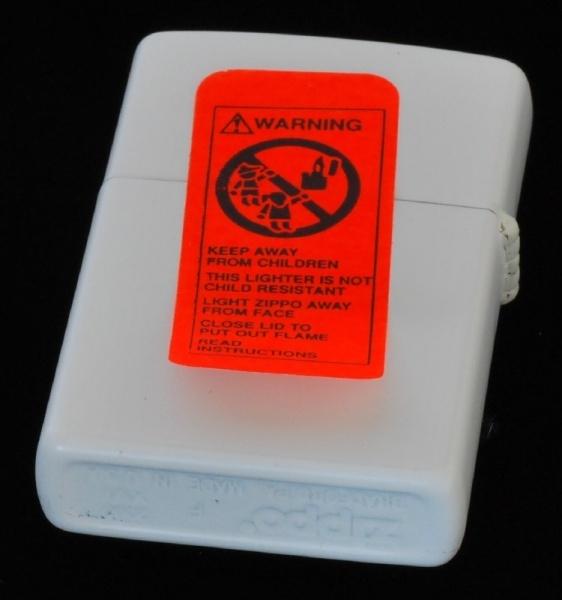 WARNING
KEEP AWAY
FROM CHILDREN
THIS LIGHTER IS NOT
CHILD RESISTANT
LIGHT ZIPPO AWAY
FROM FACE
CLOSE LID TO
PUT OUT FLAME
READ
INSTRUCTIONS
Zippo